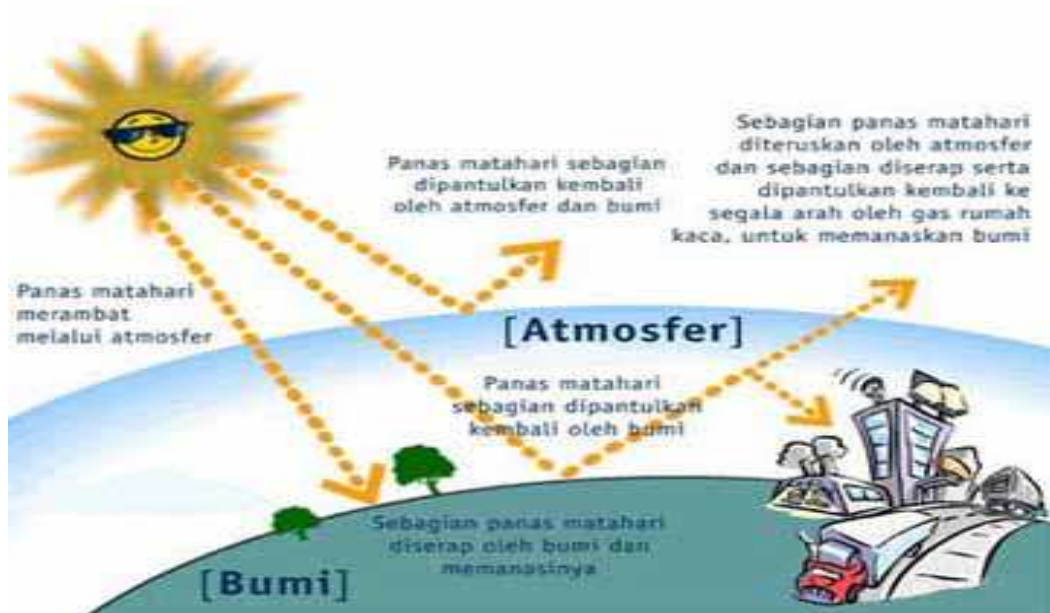 Panas matahari sebagian
dipantulkan kembali
oleh atmosfer dan bumi
Sebagian panas matahari
diteruskan oleh atmosfer
dan sebagian diserap serta
dipantulkan kembali ke
segala arah oleh gas rumah
kaca, untuk memanaskan bumi
Panas matahari
merambat
melalui atmosfer
[Atmosfer]
Panas matahari
sebagian dipantulkan
kembali oleh bumi
Sebagian panas matahari
diserap oleh bumi dan
memanasinya
[Bumi]